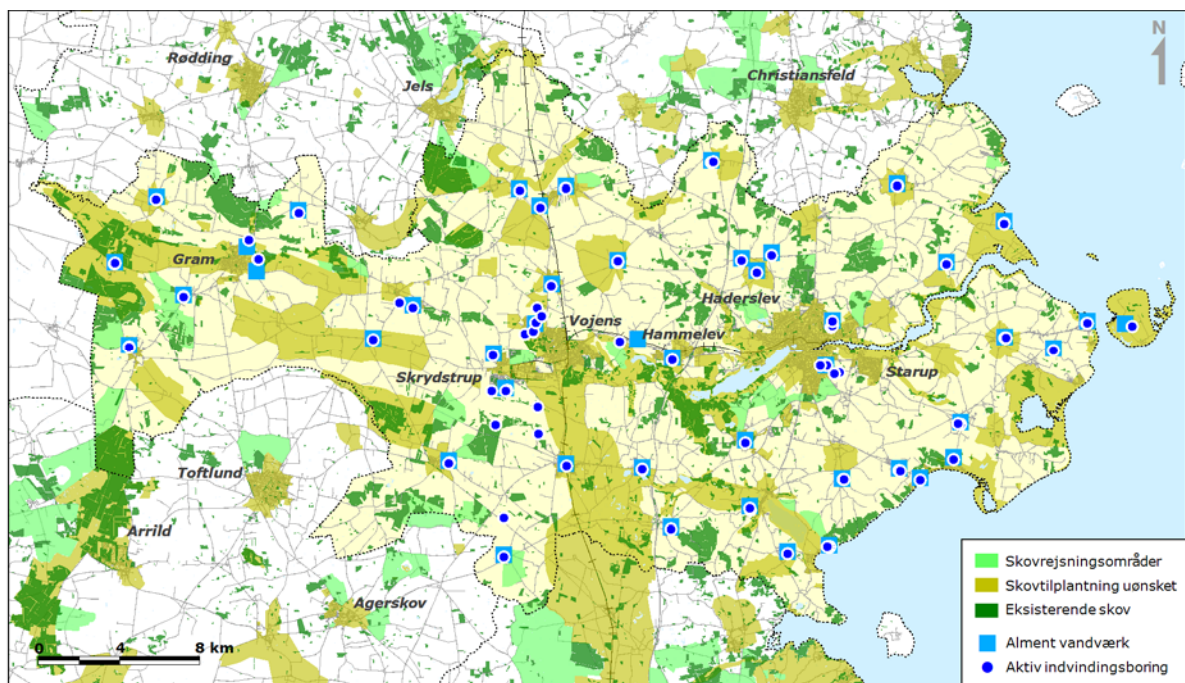 N
Rødding
Jels
Christiansfeld
Gram
Haderslev
Vojens
Hammelev
Skrydstrup
Starup
Toftlund
Arrild
Agerskov
0 4 8 km
Skovrejsningsområder
Skovtilplantning uønsket
Eksisterende skov
Alment vandværk
Aktiv indvindingsboring